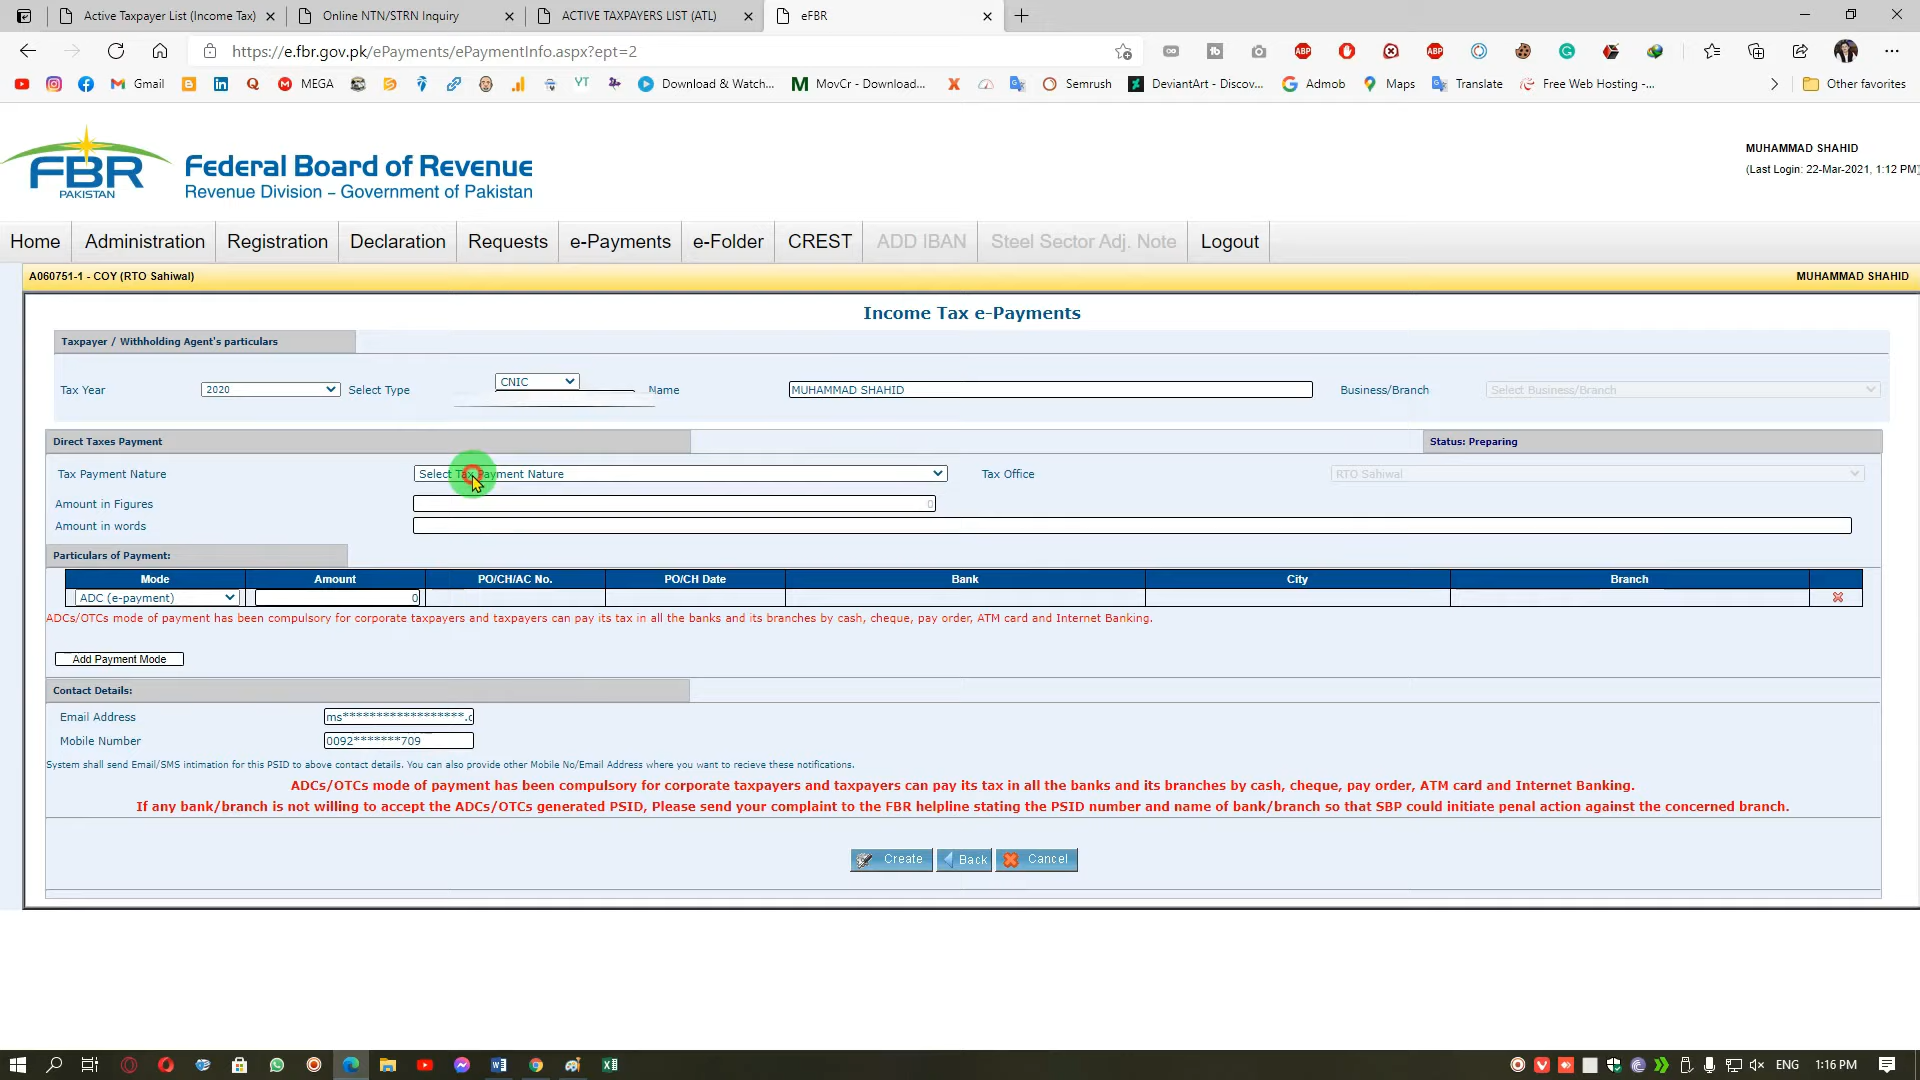 Active Taxpayer List (Income Tax)
Online NTN/STRN Inquiry
ACTIVE TAXPAYERS LIST (ATL)
eFBR
https://e.fbr.gov.pk/ePayments/ePaymentInfo.aspx?ept=2
Gmail
MEGA
YT
Download & Watch...
MovCr - Download...
Semrush
DeviantArt - Discov...
Admob
Maps
Translate
Free Web Hosting -...
Other favorites
FBR
PAKISTAN
Federal Board of Revenue
Revenue Division – Government of Pakistan
MUHAMMAD SHAHID
(Last Login: 22-Mar-2021, 1:12 PM)
Home Administration Registration Declaration Requests e-Payments e-Folder CREST ADD IBAN Steel Sector Adj. Note Logout
A060751-1 - COY (RTO Sahiwal)
MUHAMMAD SHAHID
Income Tax e-Payments
Taxpayer / Withholding Agent's particulars
Tax Year 2020 Select Type CNIC Name MUHAMMAD SHAHID Business/Branch Select Business/Branch
Direct Taxes Payment
Status: Preparing
Tax Payment Nature Select Tax Payment Nature Tax Office RTO Sahiwal
Amount in Figures 0
Amount in words
Particulars of Payment:
Mode Amount PO/CH/AC No. PO/CH Date Bank City Branch
ADC (e-payment) 0
ADCs/OTCs mode of payment has been compulsory for corporate taxpayers and taxpayers can pay its tax in all the banks and its branches by cash, cheque, pay order, ATM card and Internet Banking.
Add Payment Mode
Contact Details:
Email Address ms******************.c
Mobile Number 0092*******709
System shall send Email/SMS intimation for this PSID to above contact details. You can also provide other Mobile No/Email Address where you want to recieve these notifications.
ADCs/OTCs mode of payment has been compulsory for corporate taxpayers and taxpayers can pay its tax in all the banks and its branches by cash, cheque, pay order, ATM card and Internet Banking.
If any bank/branch is not willing to accept the ADCs/OTCs generated PSID, Please send your complaint to the FBR helpline stating the PSID number and name of bank/branch so that SBP could initiate penal action against the concerned branch.
Create Back Cancel
ENG 1:16 PM